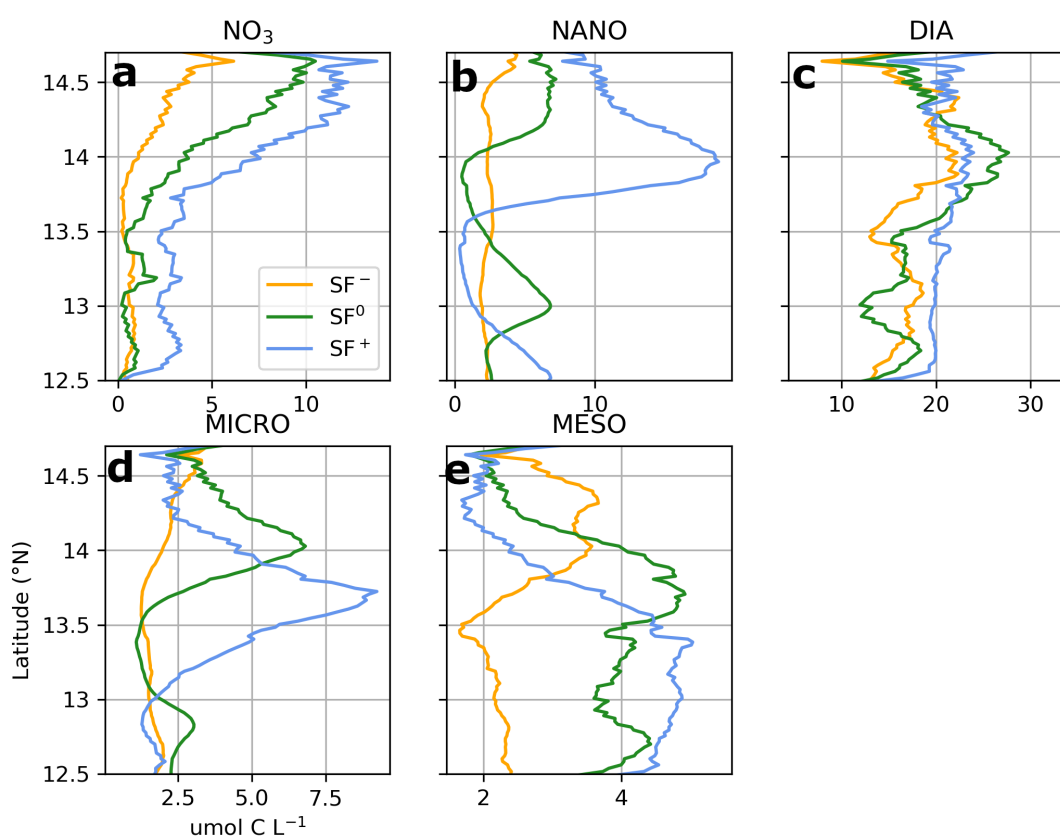 NO₃ NANO DIA
a b c
14.5
14
13.5
13
12.5
SF⁻
SF⁰
SF⁺
0 5 10 0 10 10 20 30
MICRO MESO
d e
14.5
14
13.5
13
12.5
Latitude (°N)
2.5 5.0 7.5 2 4
umol C L⁻¹